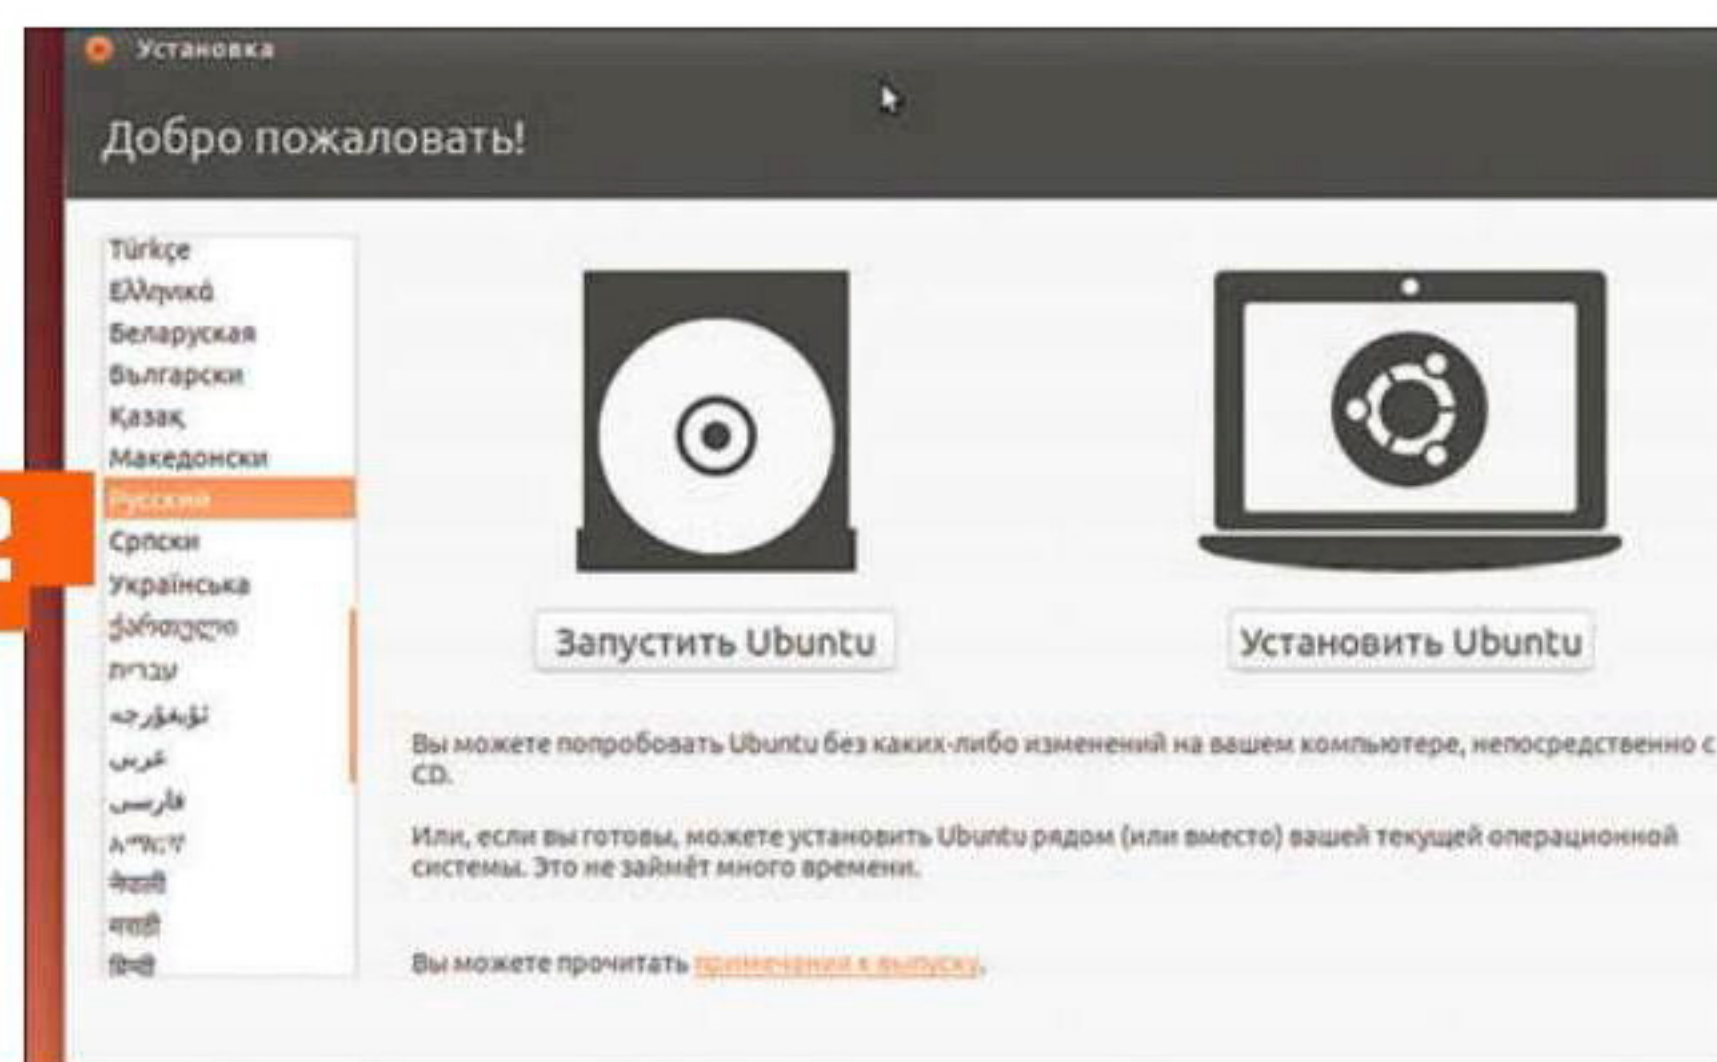 Установка
Добро пожаловать!
Türkçe
Ελληνικά
Беларуская
Български
Қазақ
Македонски
Русский
Српски
Українська
ქართული
עברית
ئۇيغۇرچە
عربي
فارسی
አማርኛ
नेपाली
मराठी
हिन्दी
Запустить Ubuntu
Установить Ubuntu
Вы можете попробовать Ubuntu без каких-либо изменений на вашем компьютере, непосредственно с
CD.
Или, если вы готовы, можете установить Ubuntu рядом (или вместо) вашей текущей операционной
системы. Это не займёт много времени.
Вы можете прочитать примечания к выпуску.